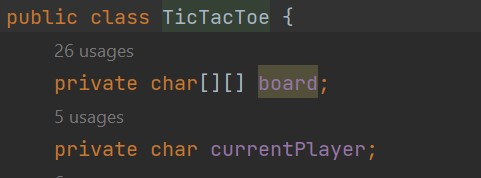 public class TicTacToe {
26 usages
private char[][] board;
5 usages
private char currentPlayer;